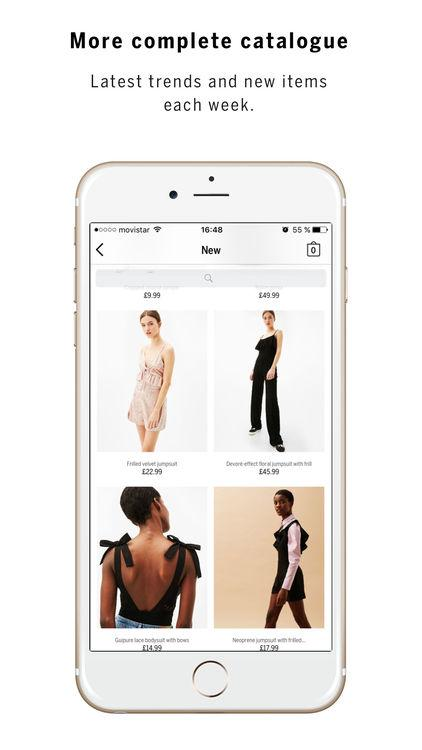 More complete catalogue
Latest trends and new items
each week.
movistar 16:48 55 %
New 0
£9.99 £49.99
Frilled velvet jumpsuit Devoré-effect floral jumpsuit with frill
£22.99 £45.99
Guipure lace bodysuit with bows Neoprene jumpsuit with frilled...
£14.99 £17.99